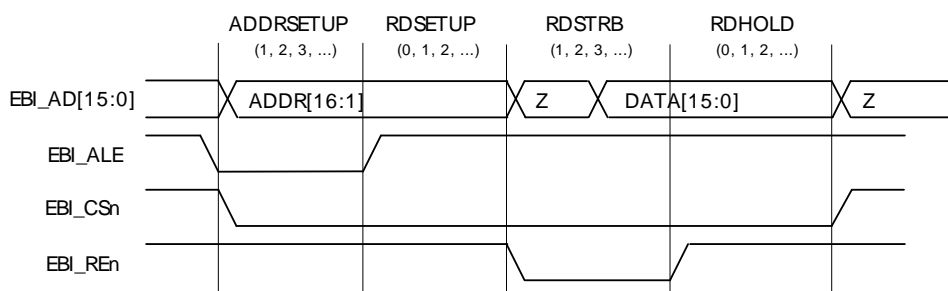 ADDRSETUP RDSETUP RDSTRB RDHOLD
(1, 2, 3, ...) (0, 1, 2, ...) (1, 2, 3, ...) (0, 1, 2, ...)
EBI_AD[15:0] ADDR[16:1] Z DATA[15:0] Z
EBI_ALE
EBI_CSn
EBI_REn